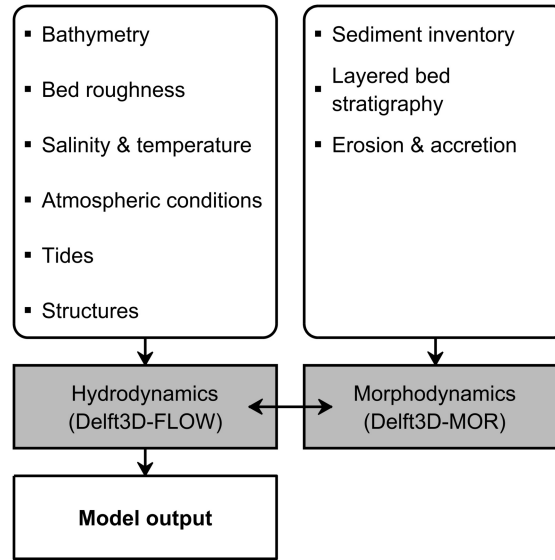 ▪ Bathymetry
▪ Bed roughness
▪ Salinity & temperature
▪ Atmospheric conditions
▪ Tides
▪ Structures
▪ Sediment inventory
▪ Layered bed
stratigraphy
▪ Erosion & accretion
Hydrodynamics
(Delft3D-FLOW)
Morphodynamics
(Delft3D-MOR)
Model output